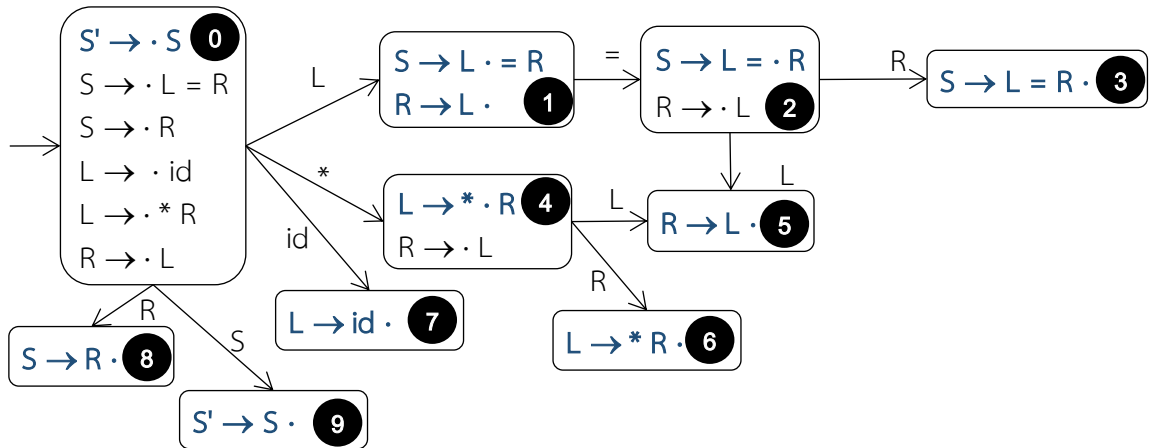 S' → · S 0
S → · L = R
S → · R
L → · id
L → · * R
R → · L
L
S → L · = R
R → L · 1
=
S → L = · R
R → · L 2
R
S → L = R · 3
*
L → * · R 4
R → · L
L
L
R → L · 5
id
R
L → id · 7
L → * R · 6
R
S → R · 8
S
S' → S · 9